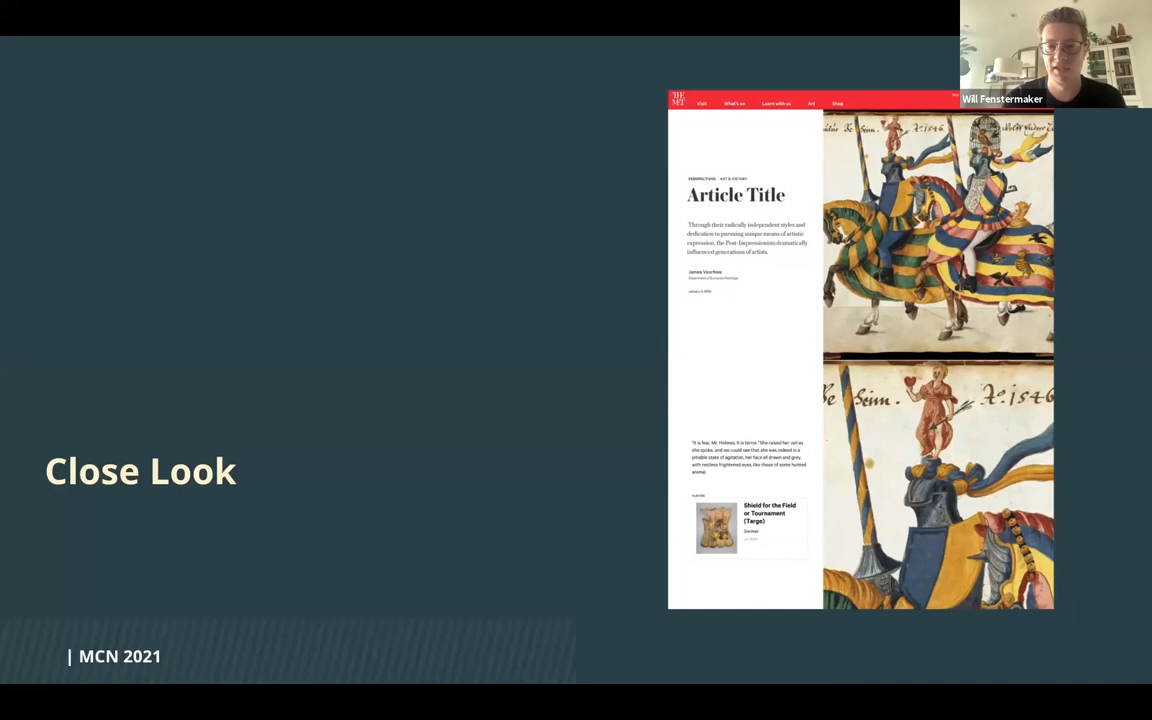 Will Fenstermaker
THE
MET
Visit
What's on
Learn with us
Art
Shop
PERSPECTIVES ART & HISTORY
Article Title
Through their radically independent styles and
dedication to pursuing unique means of artistic
expression, the Post-Impressionists dramatically
influenced generations of artists.
James Voorhies
January 3, 2019
A.o 1546.
Be heim.
A.o 1546
"It is fear, Mr. Holmes. It is terror." She raised her veil as
she spoke, and we could see that she was indeed in a
pitiable state of agitation, her face all drawn and grey,
with restless frightened eyes, like those of some hunted
animal.
Shield for the Field
or Tournament
(Targe)
German
Close Look
| MCN 2021